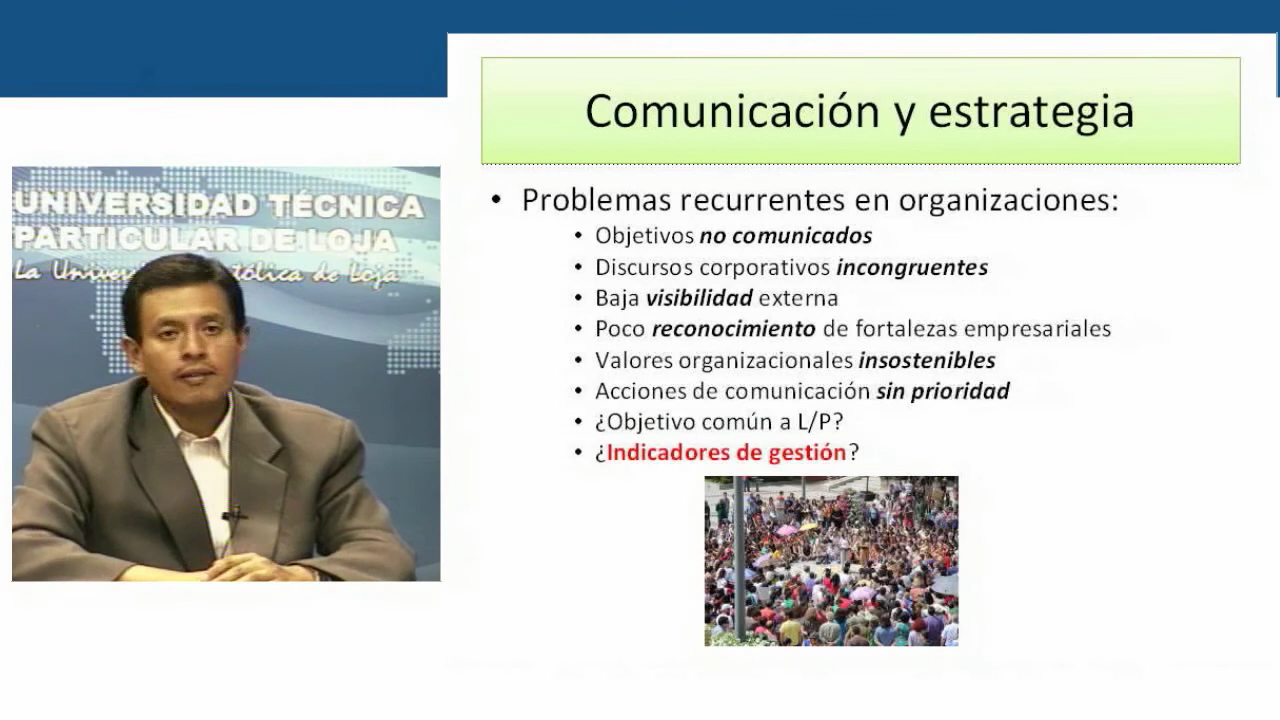 Comunicación y estrategia
UNIVERSIDAD TÉCNICA
PARTICULAR DE LOJA
La Univer tólica de Loja
• Problemas recurrentes en organizaciones:
• Objetivos no comunicados
• Discursos corporativos incongruentes
• Baja visibilidad externa
• Poco reconocimiento de fortalezas empresariales
• Valores organizacionales insostenibles
• Acciones de comunicación sin prioridad
• ¿Objetivo común a L/P?
• ¿Indicadores de gestión?